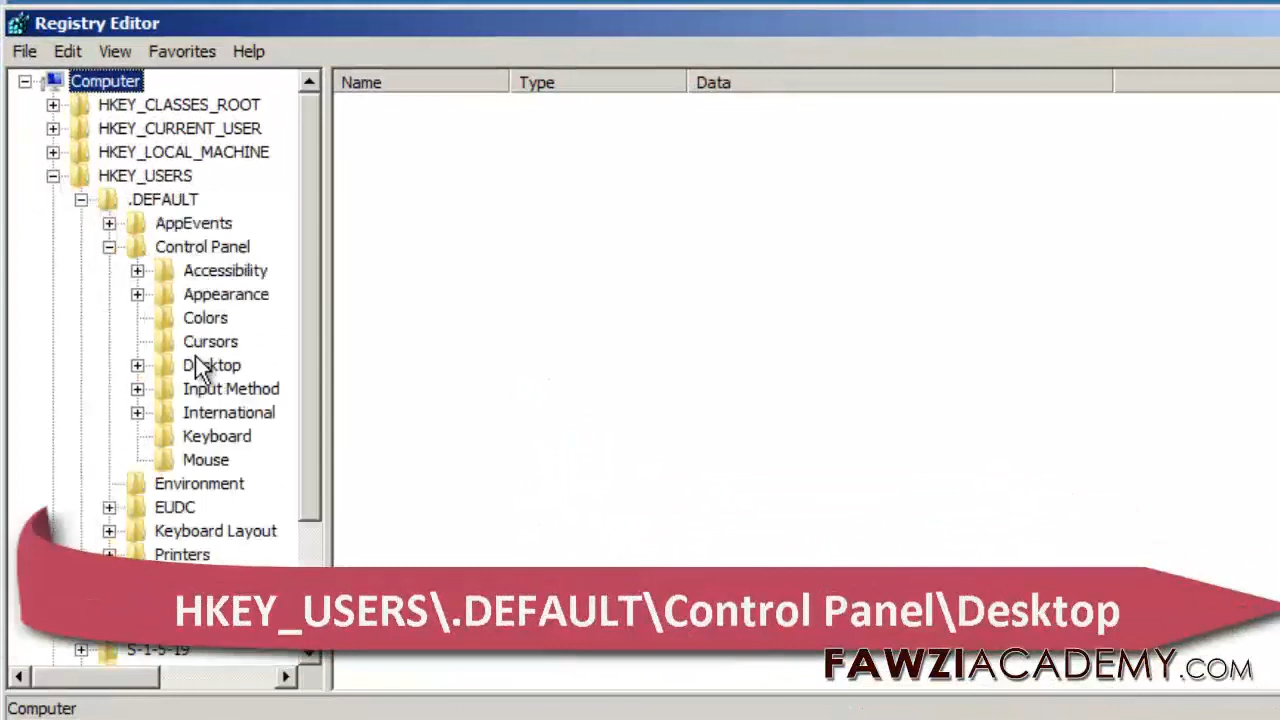 Registry Editor
File Edit View Favorites Help
Computer
HKEY_CLASSES_ROOT
HKEY_CURRENT_USER
HKEY_LOCAL_MACHINE
HKEY_USERS
.DEFAULT
AppEvents
Control Panel
Accessibility
Appearance
Colors
Cursors
Desktop
Input Method
International
Keyboard
Mouse
Environment
EUDC
Keyboard Layout
Printers
S-1-5-19
Name Type Data
HKEY_USERS\.DEFAULT\Control Panel\Desktop
FAWZIACADEMY.COM
Computer